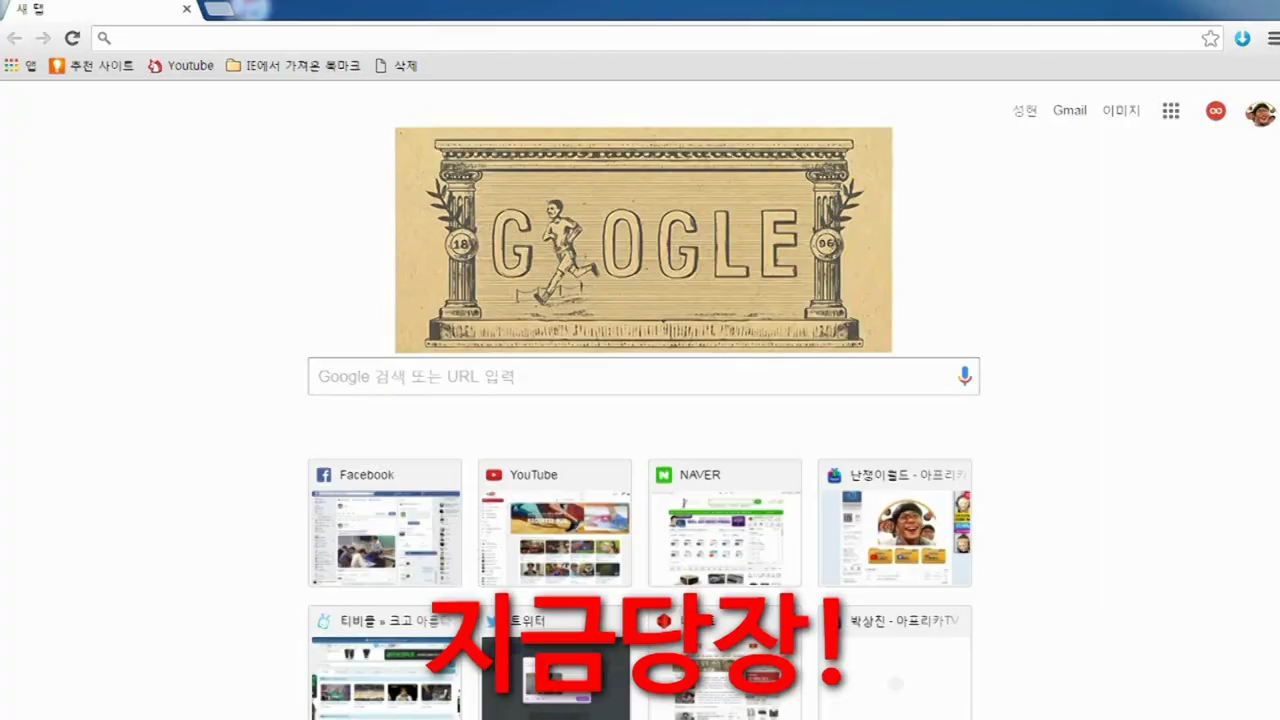 새 탭
앱 추천 사이트 Youtube IE에서 가져온 북마크 삭제
성현 Gmail 이미지
GOOGLE
18 96
Google 검색 또는 URL 입력
Facebook YouTube NAVER 난쟁이월드 - 아프리카
티비플 » 크고 아름 트위터 박상진 - 아프리카TV
지금당장!